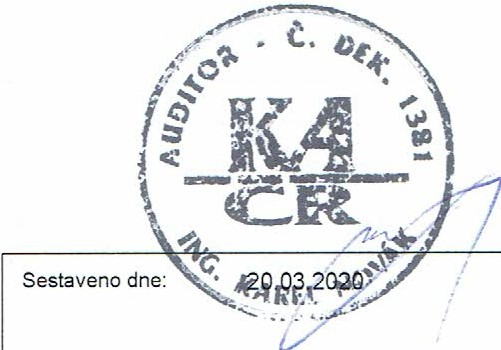 AUDITOR - Č. DEK. 1381
KA
ČR
ING. KAREL NOVÁK
Sestaveno dne: 20.03.2020